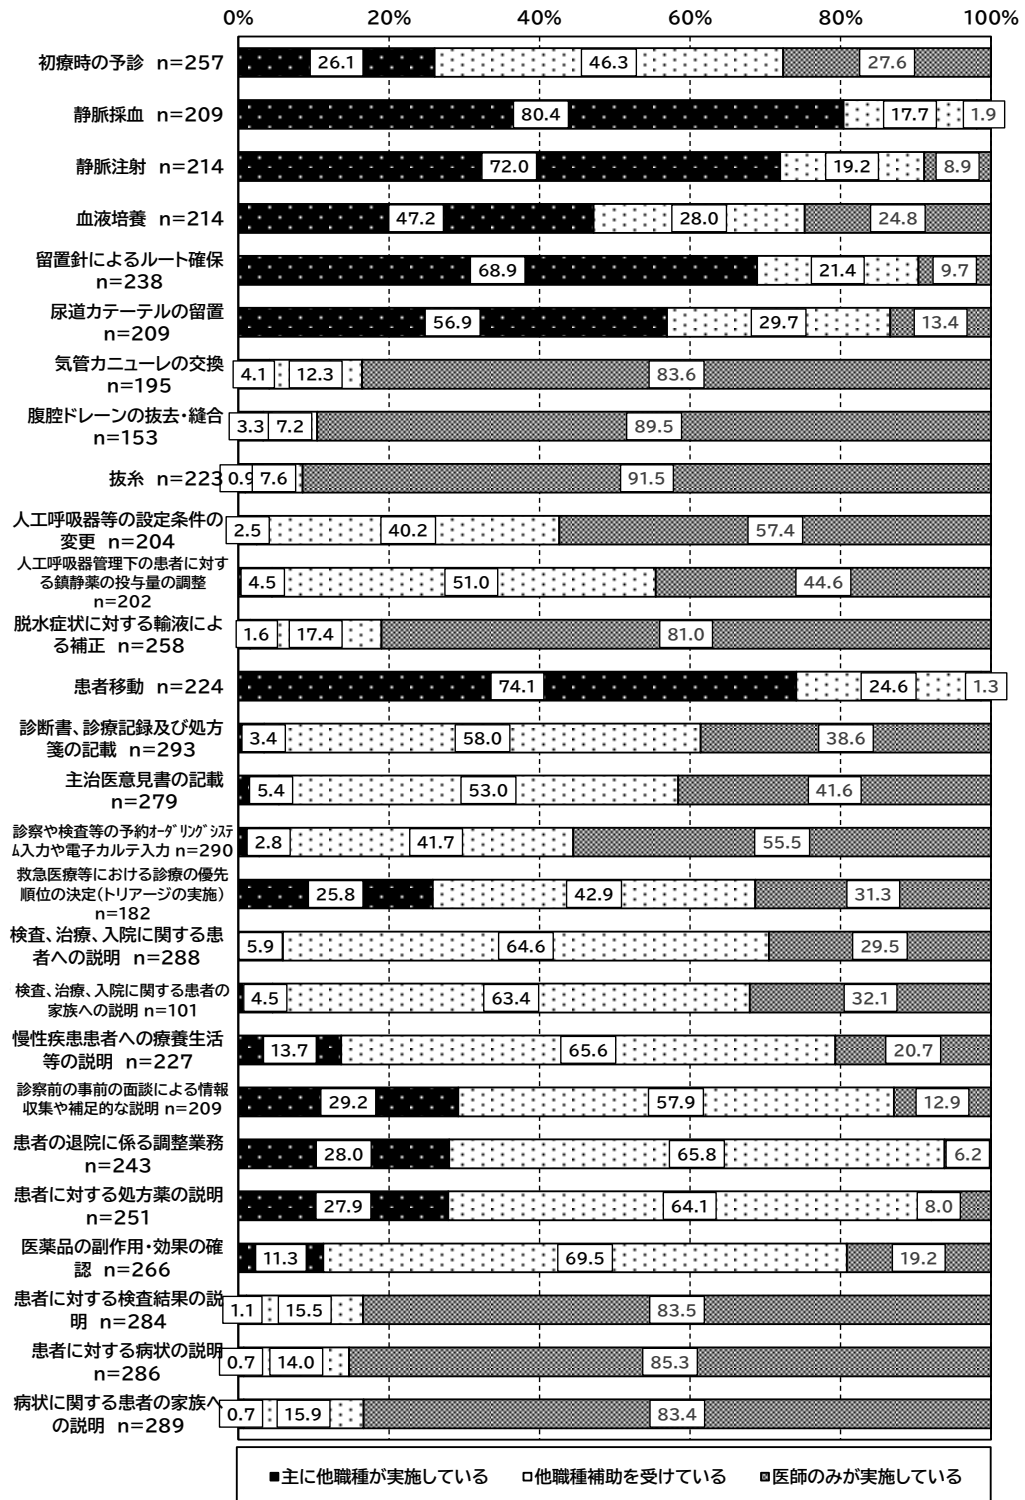 0% 20% 40% 60% 80% 100%
初療時の予診 n=257 26.1 46.3 27.6
静脈採血 n=209 80.4 17.7 1.9
静脈注射 n=214 72.0 19.2 8.9
血液培養 n=214 47.2 28.0 24.8
留置針によるルート確保
n=238 68.9 21.4 9.7
尿道カテーテルの留置
n=209 56.9 29.7 13.4
気管カニューレの交換
n=195 4.1 12.3 83.6
腹腔ドレーンの抜去・縫合
n=153 3.3 7.2 89.5
抜糸 n=223 0.9 7.6 91.5
人工呼吸器等の設定条件の
変更 n=204 2.5 40.2 57.4
人工呼吸器管理下の患者に対す
る鎮静薬の投与量の調整
n=202 4.5 51.0 44.6
脱水症状に対する輸液によ
る補正 n=258 1.6 17.4 81.0
患者移動 n=224 74.1 24.6 1.3
診断書、診療記録及び処方
箋の記載 n=293 3.4 58.0 38.6
主治医意見書の記載
n=279 5.4 53.0 41.6
診察や検査等の予約ｵｰﾀﾞﾘﾝｸﾞｼｽﾃ
ﾑ入力や電子カルテ入力 n=290 2.8 41.7 55.5
救急医療等における診療の優先
順位の決定(トリアージの実施)
n=182 25.8 42.9 31.3
検査、治療、入院に関する患
者への説明 n=288 5.9 64.6 29.5
検査、治療、入院に関する患者の
家族への説明 n=101 4.5 63.4 32.1
慢性疾患患者への療養生活
等の説明 n=227 13.7 65.6 20.7
診察前の事前の面談による情報
収集や補足的な説明 n=209 29.2 57.9 12.9
患者の退院に係る調整業務
n=243 28.0 65.8 6.2
患者に対する処方薬の説明
n=251 27.9 64.1 8.0
医薬品の副作用・効果の確
認 n=266 11.3 69.5 19.2
患者に対する検査結果の説
明 n=284 1.1 15.5 83.5
患者に対する病状の説明
n=286 0.7 14.0 85.3
病状に関する患者の家族へ
の説明 n=289 0.7 15.9 83.4
■主に他職種が実施している □他職種補助を受けている ▩医師のみが実施している